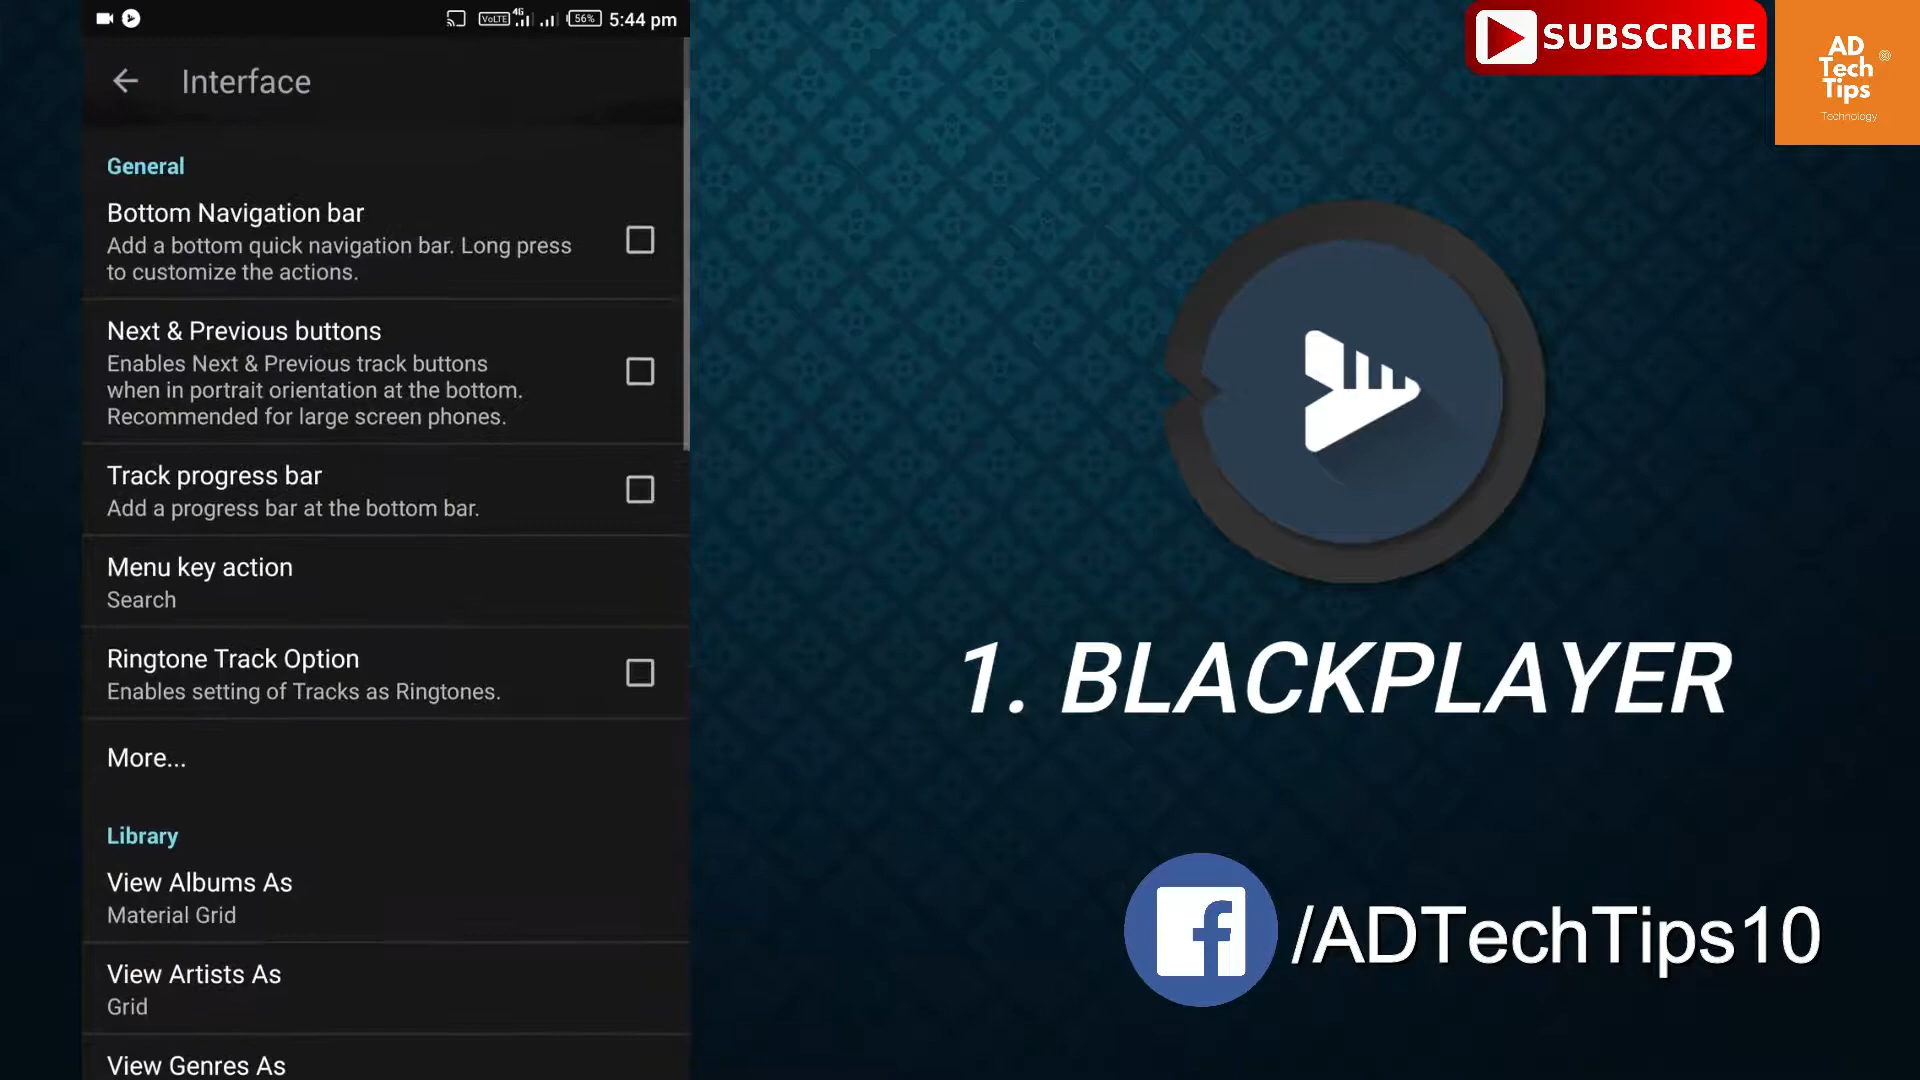 VoLTE 4G 56% 5:44 pm
Interface
General
Bottom Navigation bar
Add a bottom quick navigation bar. Long press
to customize the actions.
Next & Previous buttons
Enables Next & Previous track buttons
when in portrait orientation at the bottom.
Recommended for large screen phones.
Track progress bar
Add a progress bar at the bottom bar.
Menu key action
Search
Ringtone Track Option
Enables setting of Tracks as Ringtones.
More...
Library
View Albums As
Material Grid
View Artists As
Grid
View Genres As
SUBSCRIBE
AD
Tech
Tips
Technology
1. BLACKPLAYER
f /ADTechTips10